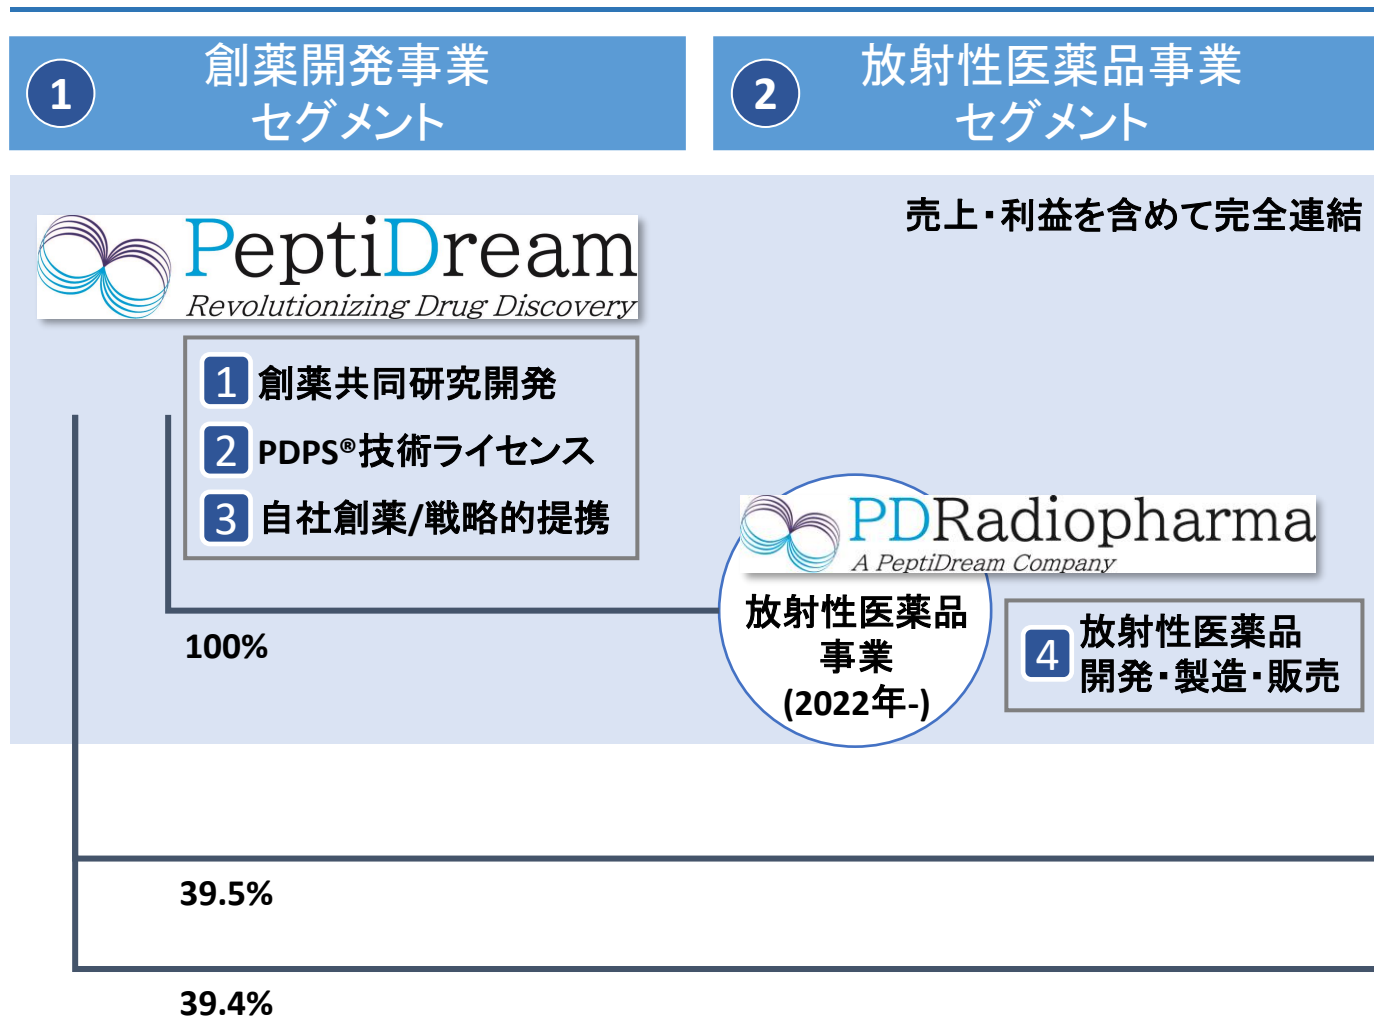 1
創薬開発事業
セグメント
2
放射性医薬品事業
セグメント
売上・利益を含めて完全連結
PeptiDream
Revolutionizing Drug Discovery
1 創薬共同研究開発
2 PDPS®技術ライセンス
3 自社創薬/戦略的提携
PDRadiopharma
A PeptiDream Company
放射性医薬品
事業
(2022年-)
4 放射性医薬品
開発・製造・販売
100%
39.5%
39.4%